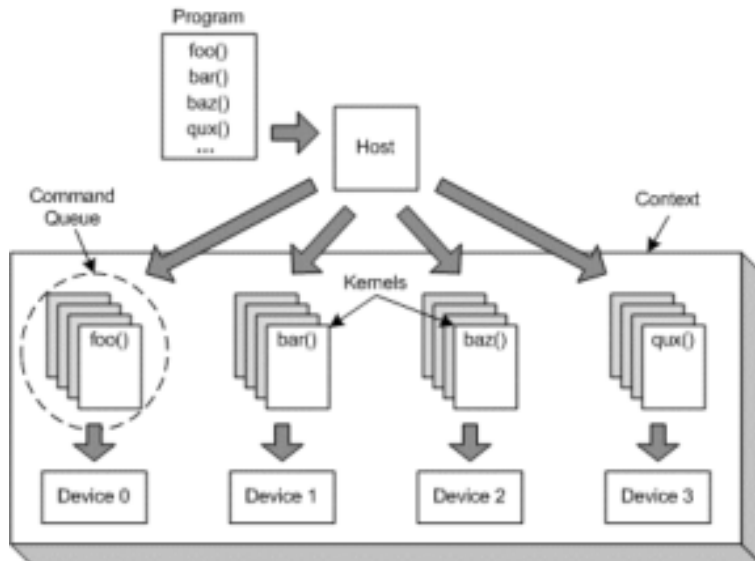 Program
foo()
bar()
baz()
qux()
...
Host
Command
Queue
Context
Kernels
foo()
bar()
baz()
qux()
Device 0
Device 1
Device 2
Device 3